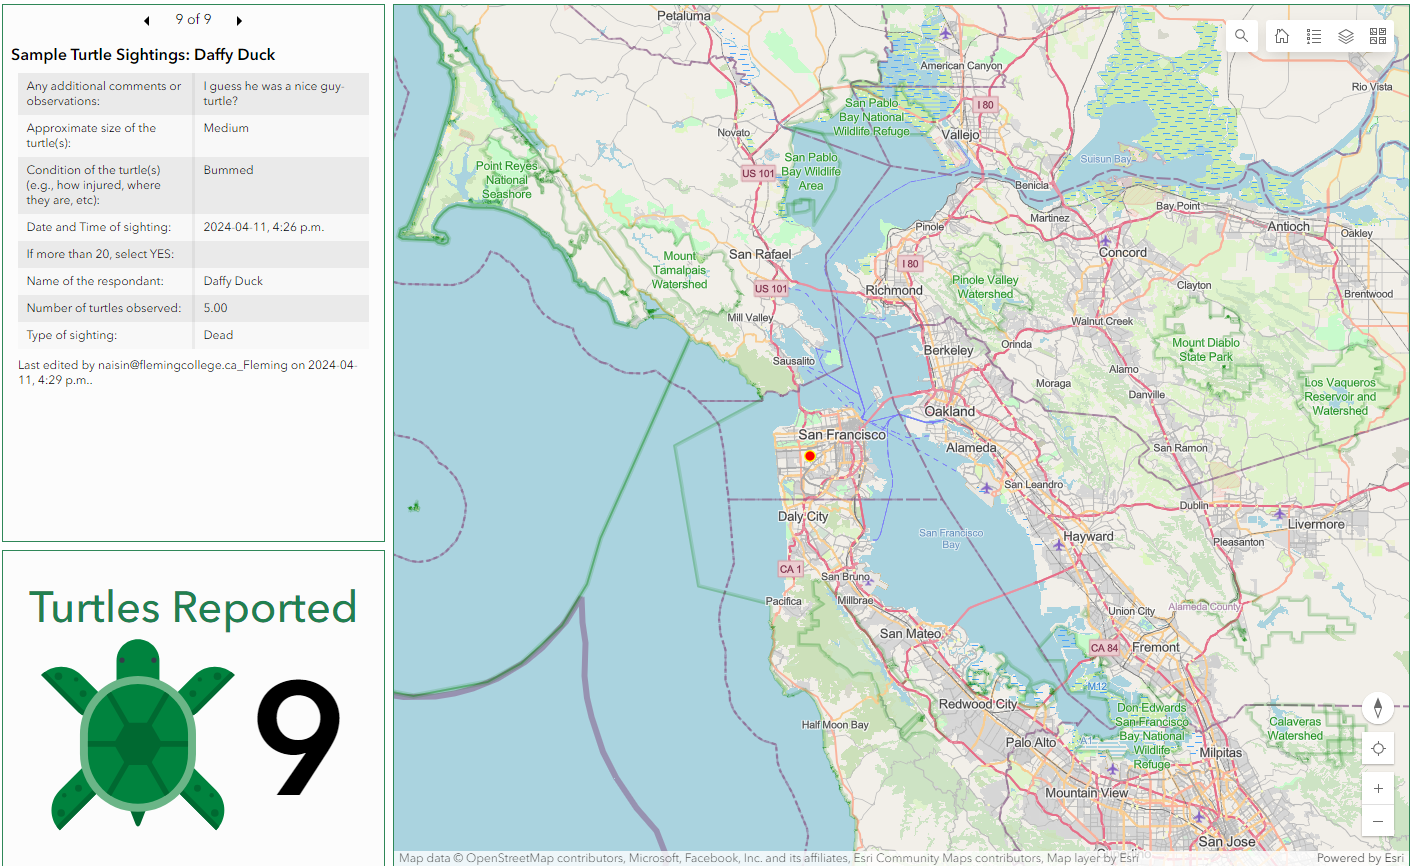 9 of 9
Sample Turtle Sightings: Daffy Duck
Any additional comments or
observations:
I guess he was a nice guy-
turtle?
Approximate size of the
turtle(s):
Medium
Condition of the turtle(s)
(e.g., how injured, where
they are, etc):
Bummed
Date and Time of sighting:
2024-04-11, 4:26 p.m.
If more than 20, select YES:
Name of the respondant:
Daffy Duck
Number of turtles observed:
5.00
Type of sighting:
Dead
Last edited by naisin@flemingcollege.ca_Fleming on 2024-04-
11, 4:29 p.m..
Turtles Reported
9
Petaluma
American Canyon
Rio Vista
I 80
San Pablo
Bay National
Wildlife Refuge
Novato
Vallejo
San Pablo
Bay Wildlife
Area
Suisun Bay
Point Reyes
National
Seashore
US 101
Benicia
Bay Point
Martinez
Pinole
Antioch
Oakley
San Rafael
Concord
Mount
Tamalpais
Watershed
I 80
Pinole Valley
Watershed
Clayton
US 101
Richmond
Brentwood
Mill Valley
Walnut Creek
Orinda
Mount Diablo
State Park
Berkeley
Sausalito
Alamo
Moraga
Los Vaqueros
Reservoir and
Watershed
Danville
Oakland
San Francisco
Alameda
San Ramon
San Leandro
Dublin
Daly City
Livermore
San Francisco
Bay
Hayward
Pleasanton
CA 1
San Bruno
Pacifica
Millbrae
Union City
Alameda County
San Mateo
CA 84
Fremont
M12
Redwood City
Don Edwards
San Francisco
Bay National
Wildlife
Refuge
Half Moon Bay
Calaveras
Watershed
Palo Alto
A1
Milpitas
Mountain View
San Jose
Map data © OpenStreetMap contributors, Microsoft, Facebook, Inc. and its affiliates, Esri Community Maps contributors, Map layer by Esri
Powered by Esri